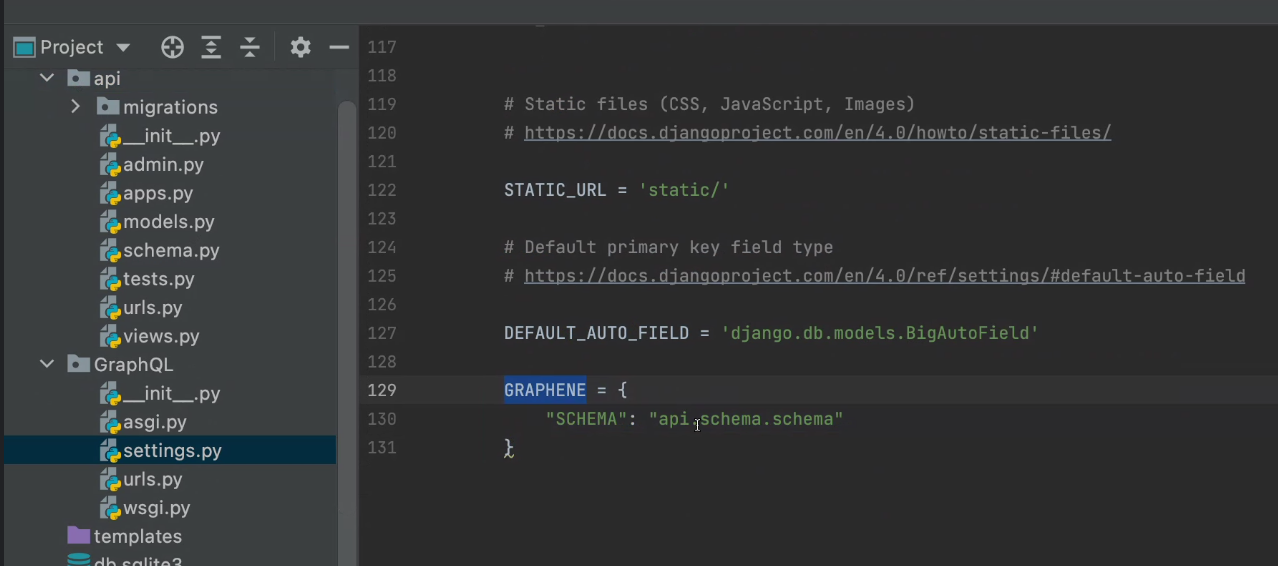 Project
api
migrations
__init__.py
admin.py
apps.py
models.py
schema.py
tests.py
urls.py
views.py
GraphQL
__init__.py
asgi.py
settings.py
urls.py
wsgi.py
templates
db.sqlite3
117
118
119 # Static files (CSS, JavaScript, Images)
120 # https://docs.djangoproject.com/en/4.0/howto/static-files/
121
122 STATIC_URL = 'static/'
123
124 # Default primary key field type
125 # https://docs.djangoproject.com/en/4.0/ref/settings/#default-auto-field
126
127 DEFAULT_AUTO_FIELD = 'django.db.models.BigAutoField'
128
129 GRAPHENE = {
130 "SCHEMA": "api.schema.schema"
131 }